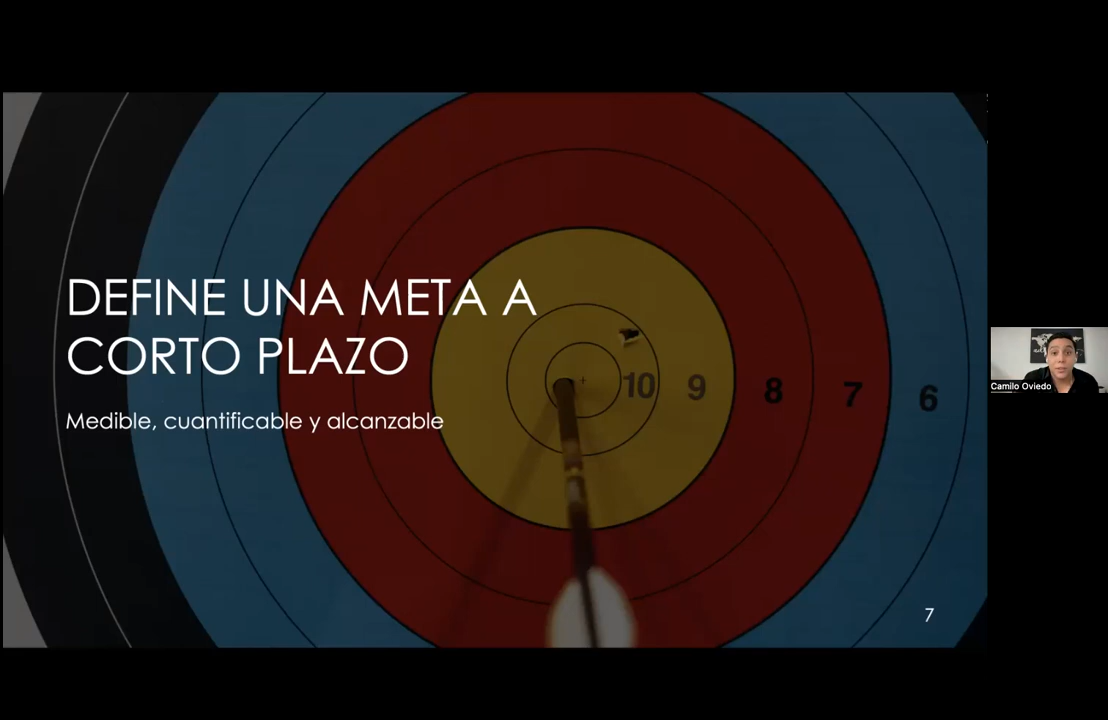 DEFINE UNA META A
CORTO PLAZO
Medible, cuantificable y alcanzable
10 9 8 7 6
7
Camilo Oviedo